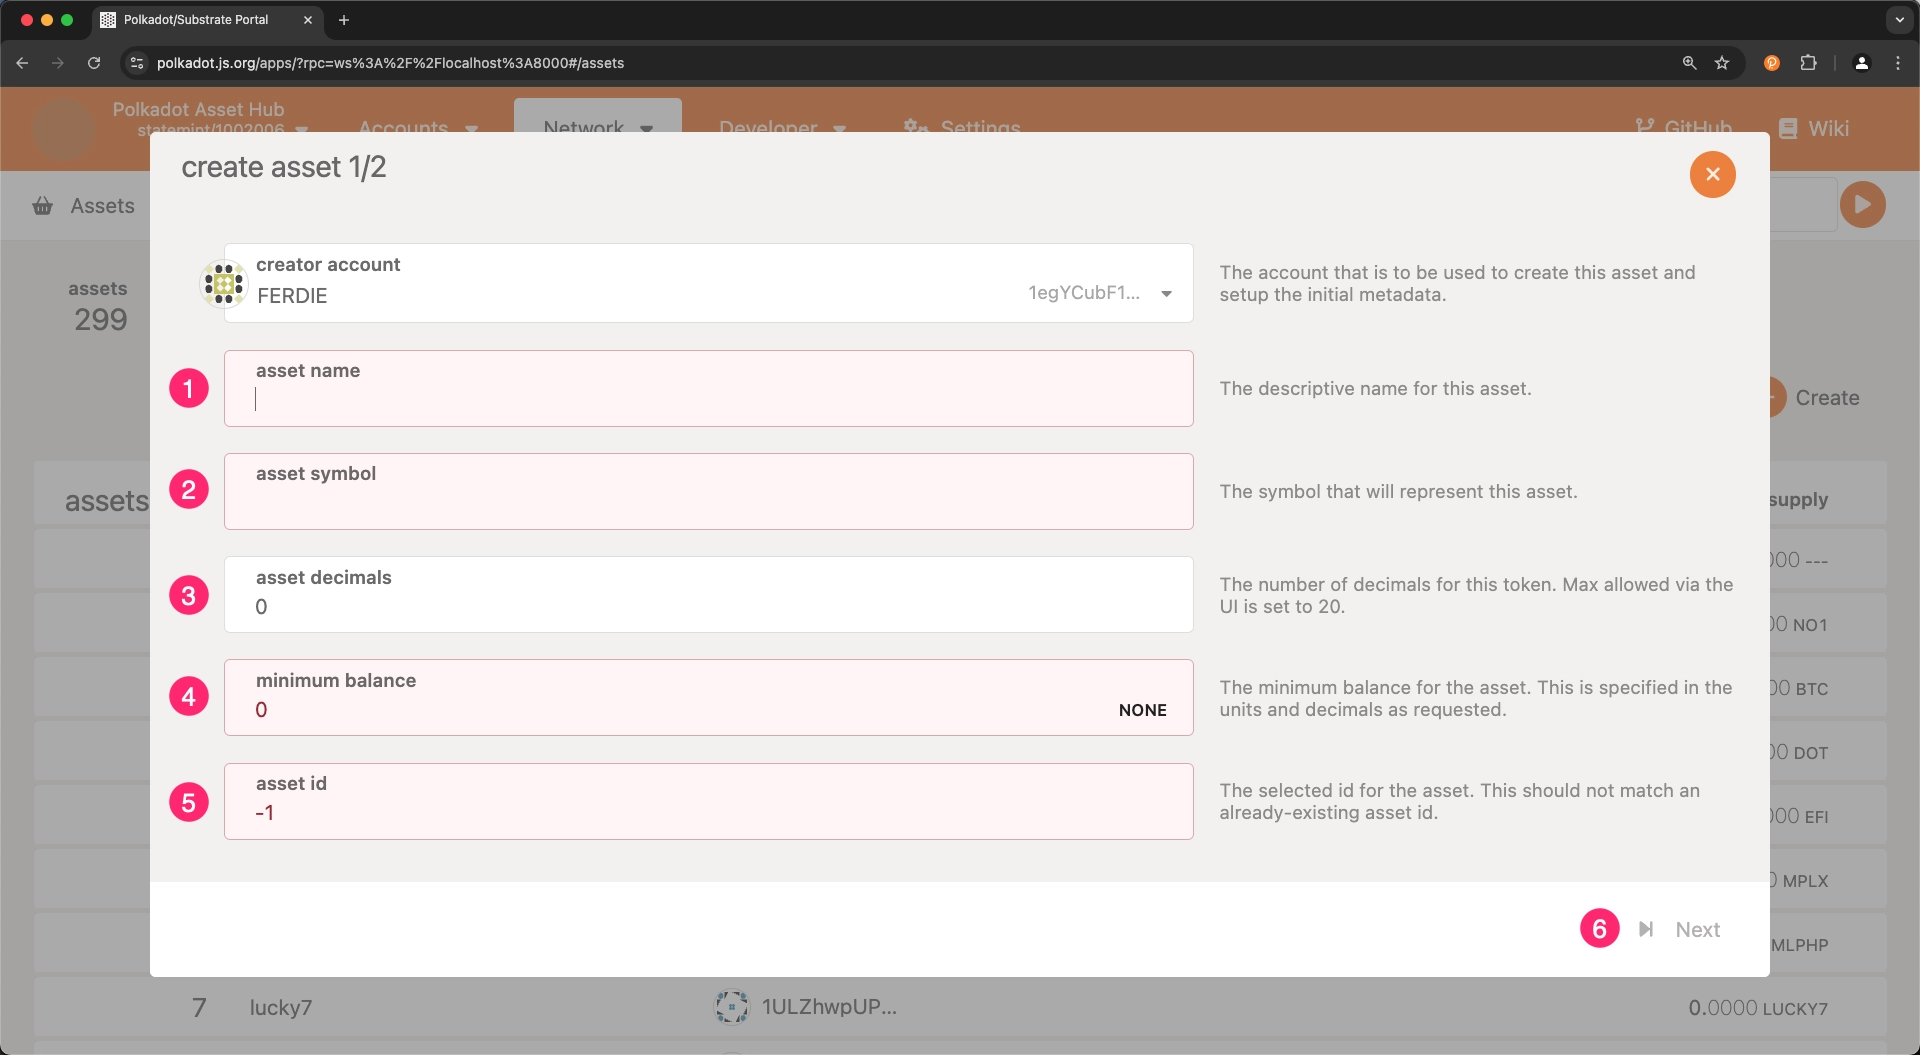 Polkadot/Substrate Portal
polkadot.js.org/apps/?rpc=ws%3A%2F%2Flocalhost%3A8000#/assets
Polkadot Asset Hub
statemint/1002006
Accounts
Network
Developer
Settings
GitHub
Wiki
create asset 1/2
Assets
creator account
FERDIE
1egYCubF1...
The account that is to be used to create this asset and
setup the initial metadata.
assets
299
1
asset name
The descriptive name for this asset.
Create
2
asset symbol
The symbol that will represent this asset.
assets
supply
3
asset decimals
0
The number of decimals for this token. Max allowed via the
UI is set to 20.
000 ---
00 NO1
4
minimum balance
0
NONE
The minimum balance for the asset. This is specified in the
units and decimals as requested.
00 BTC
00 DOT
5
asset id
-1
The selected id for the asset. This should not match an
already-existing asset id.
000 EFI
0 MPLX
6
Next
MLPHP
7
lucky7
1ULZhwpUP...
0.0000 LUCKY7